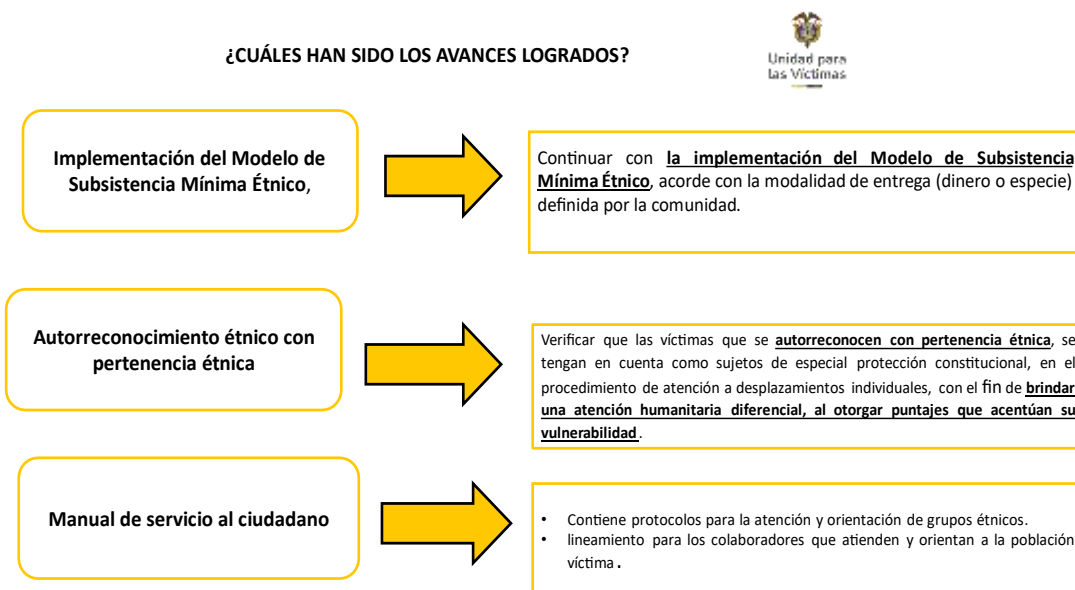 ¿CUÁLES HAN SIDO LOS AVANCES LOGRADOS?
Unidad para
las Víctimas
Implementación del Modelo de
Subsistencia Mínima Étnico,
Continuar con la implementación del Modelo de Subsistencia
Mínima Étnico, acorde con la modalidad de entrega (dinero o especie)
definida por la comunidad.
Autorreconocimiento étnico con
pertenencia étnica
Verificar que las víctimas que se autorreconocen con pertenencia étnica, se
tengan en cuenta como sujetos de especial protección constitucional, en el
procedimiento de atención a desplazamientos individuales, con el fin de brindar
una atención humanitaria diferencial, al otorgar puntajes que acentúan su
vulnerabilidad.
Manual de servicio al ciudadano
• Contiene protocolos para la atención y orientación de grupos étnicos.
• lineamiento para los colaboradores que atienden y orientan a la población
víctima.